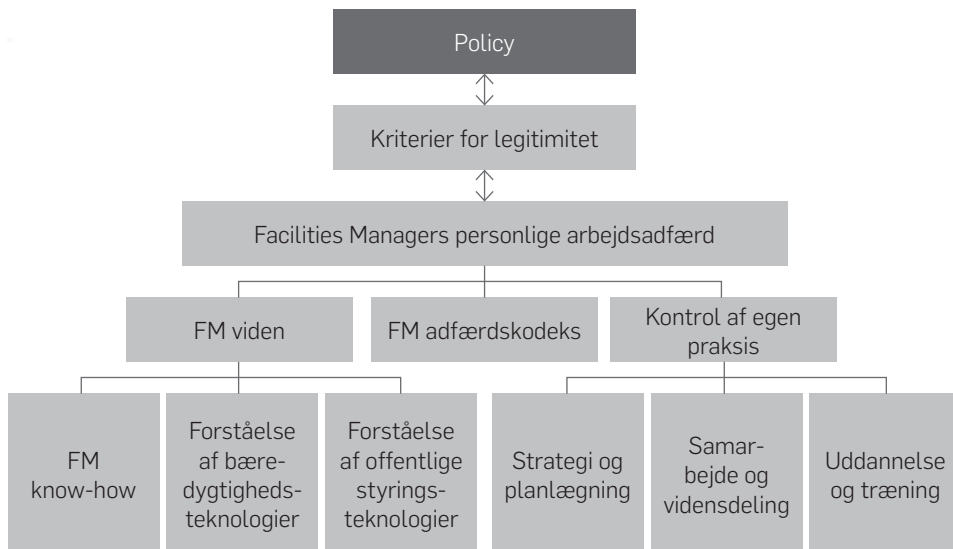 Policy
Kriterier for legitimitet
Facilities Managers personlige arbejdsadfærd
FM viden
FM adfærdskodeks
Kontrol af egen
praksis
FM
know-how
Forståelse
af bære-
dygtigheds-
teknologier
Forståelse
af offentlige
styrings-
teknologier
Strategi og
planlægning
Samar-
bejde og
vidensdeling
Uddannelse
og træning